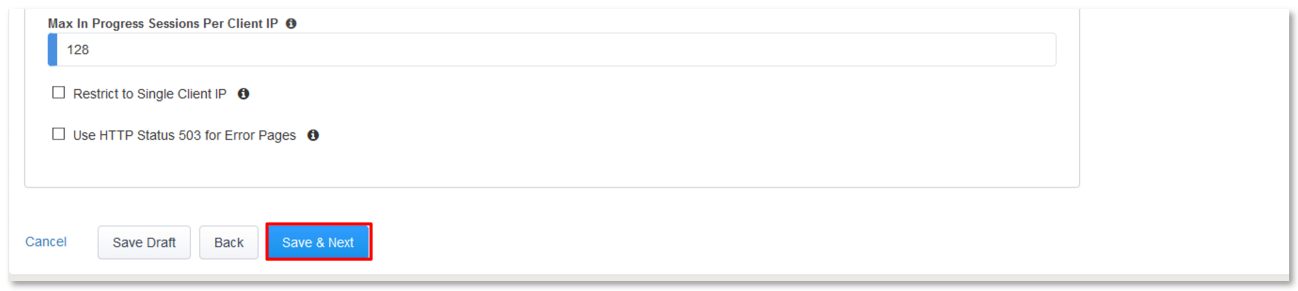 Max In Progress Sessions Per Client IP
128
Restrict to Single Client IP
Use HTTP Status 503 for Error Pages
Cancel Save Draft Back Save & Next